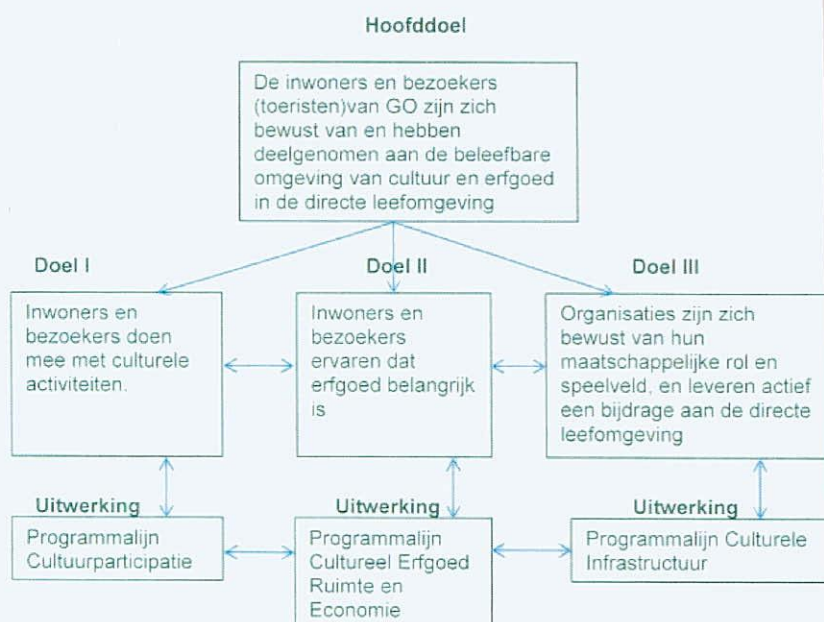 Hoofddoel
De inwoners en bezoekers
(toeristen)van GO zijn zich
bewust van en hebben
deelgenomen aan de beleefbare
omgeving van cultuur en erfgoed
in de directe leefomgeving
Doel I
Inwoners en
bezoekers doen
mee met culturele
activiteiten.
Doel II
Inwoners en
bezoekers
ervaren dat
erfgoed belangrijk
is
Doel III
Organisaties zijn zich
bewust van hun
maatschappelijke rol en
speelveld, en leveren actief
een bijdrage aan de directe
leefomgeving
Uitwerking
Programmalijn
Cultuurparticipatie
Uitwerking
Programmalijn
Cultureel Erfgoed
Ruimte en
Economie
Uitwerking
Programmalijn Culturele
Infrastructuur